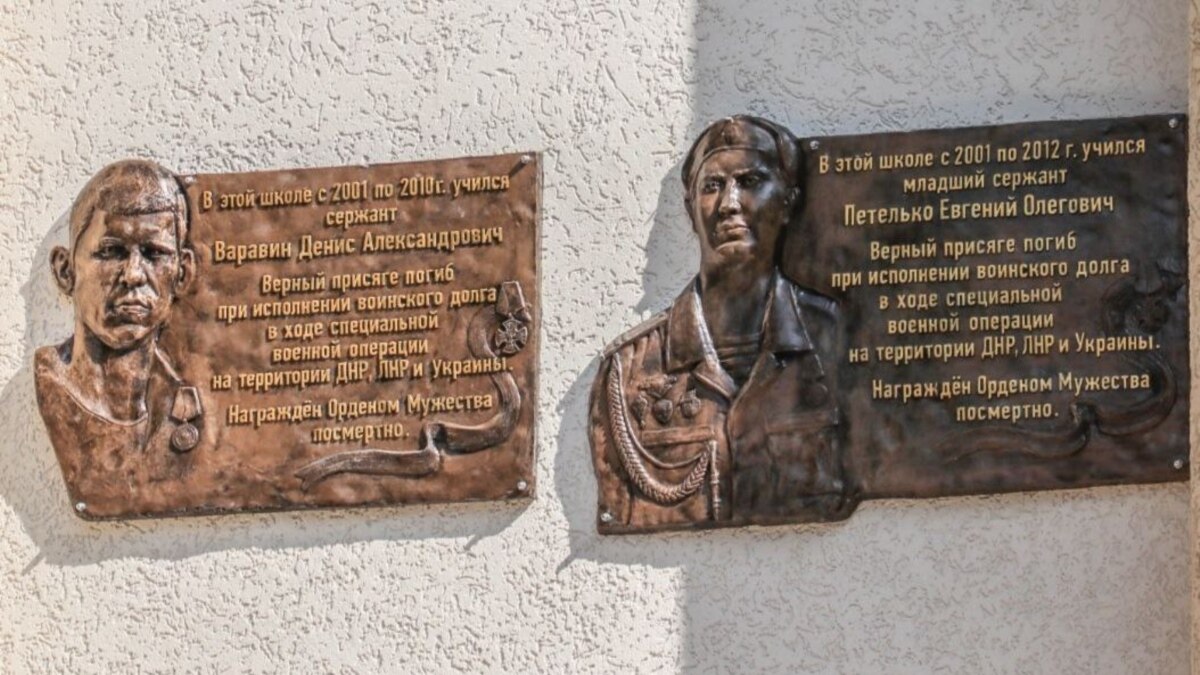 В этой школе с 2001 по 2010 г. учился
сержант
Варавин Денис Александрович
Верный присяге погиб
при исполнении воинского долга
в ходе специальной
военной операции
на территории ДНР, ЛНР и Украины.
Награждён Орденом Мужества
посмертно.
В этой школе с 2001 по 2012 г. учился
младший сержант
Петелько Евгений Олегович
Верный присяге погиб
при исполнении воинского долга
в ходе специальной
военной операции
на территории ДНР, ЛНР и Украины.
Награждён Орденом Мужества
посмертно.